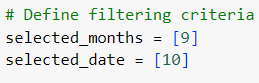 # Define filtering criteria
selected_months = [9]
selected_date = [10]